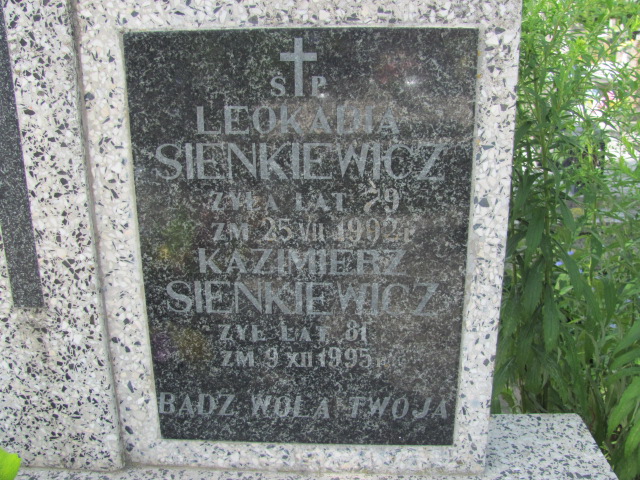 Ś P
LEOKADIA
SIENKIEWICZ
ŻYŁA LAT 79
ZM 25 VII 1992 r
KAZIMIERZ
SIENKIEWICZ
ŻYŁ LAT 81
ZM 9 XII 1995 r
BĄDŹ WOLA TWOJA